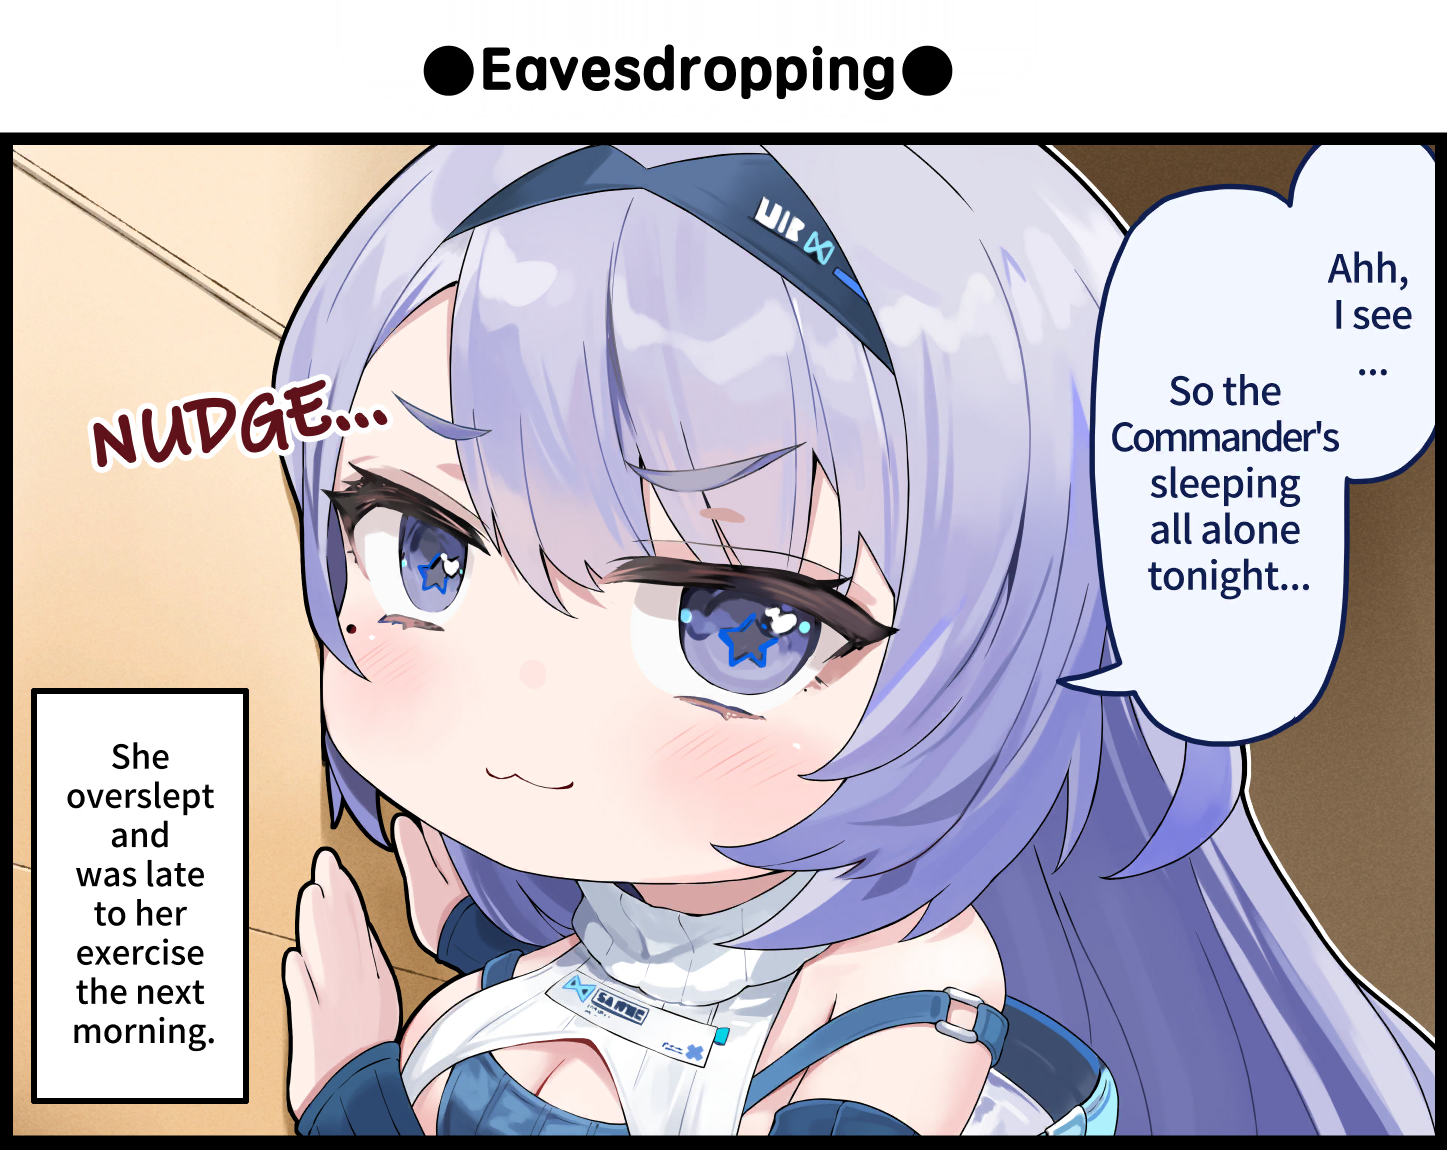 ●Eavesdropping●
Ahh,
I see
...
So the
Commander's
sleeping
all alone
tonight...
NUDGE...
She
overslept
and
was late
to her
exercise
the next
morning.